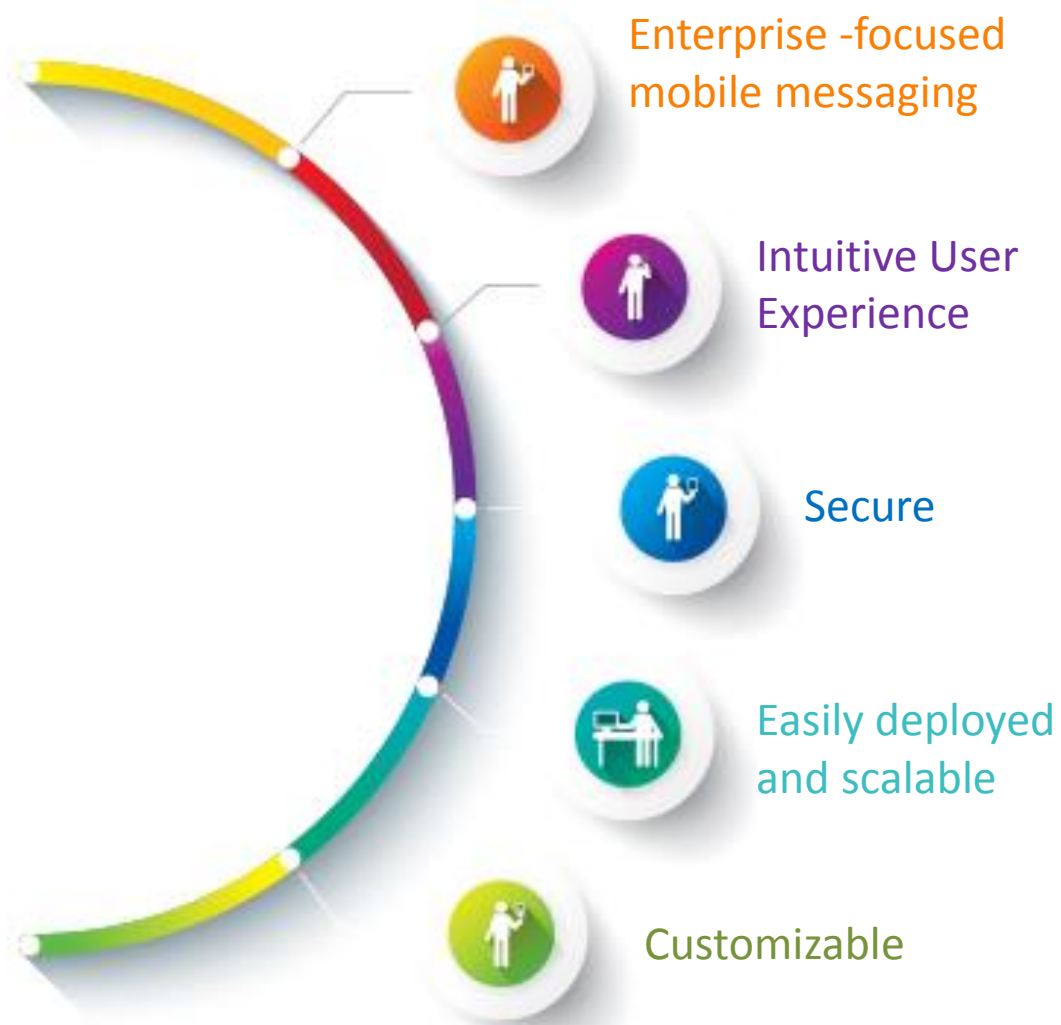 Enterprise -focused
mobile messaging
Intuitive User
Experience
Secure
Easily deployed
and scalable
Customizable